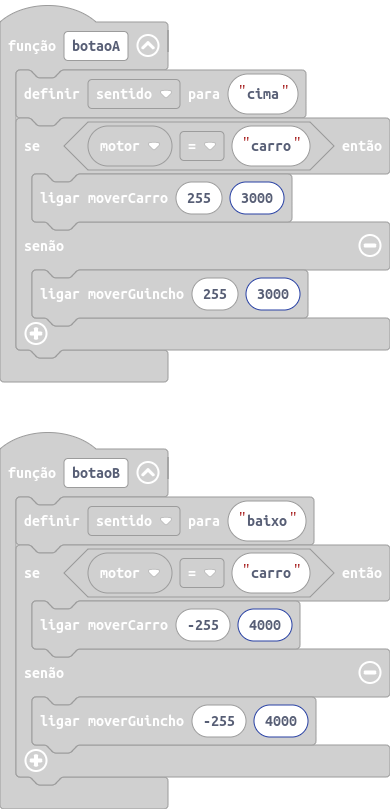 função botaoA
definir sentido para "cima"
se motor = "carro" então
ligar moverCarro 255 3000
senão
ligar moverGuincho 255 3000
função botaoB
definir sentido para "baixo"
se motor = "carro" então
ligar moverCarro -255 4000
senão
ligar moverGuincho -255 4000